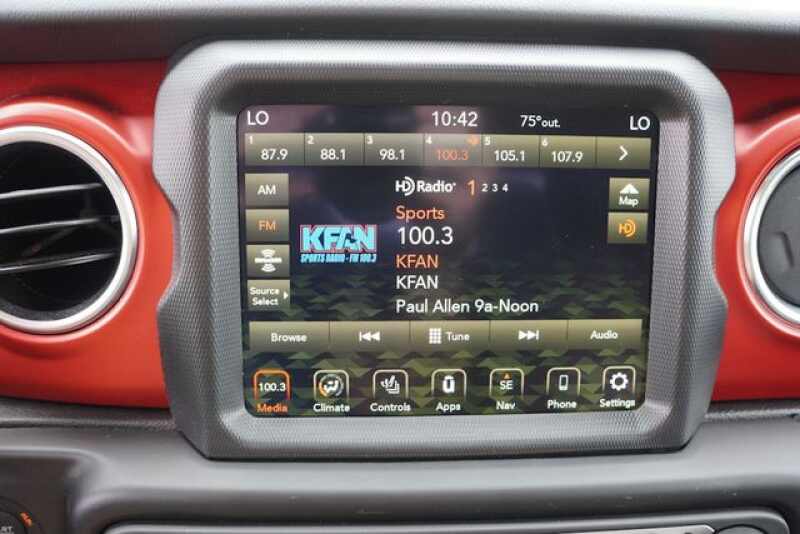 LO 10:42 75°out. LO
1 87.9 2 88.1 3 98.1 4 100.3 5 105.1 6 107.9
AM
HD Radio 1 2 3 4
Map
FM
Sports
100.3
HD
KFAN
SPORTS RADIO - FM 100.3
KFAN
KFAN
Source
Select
Paul Allen 9a-Noon
Browse Tune Audio
100.3 SE
Media Climate Controls Apps Nav Phone Settings